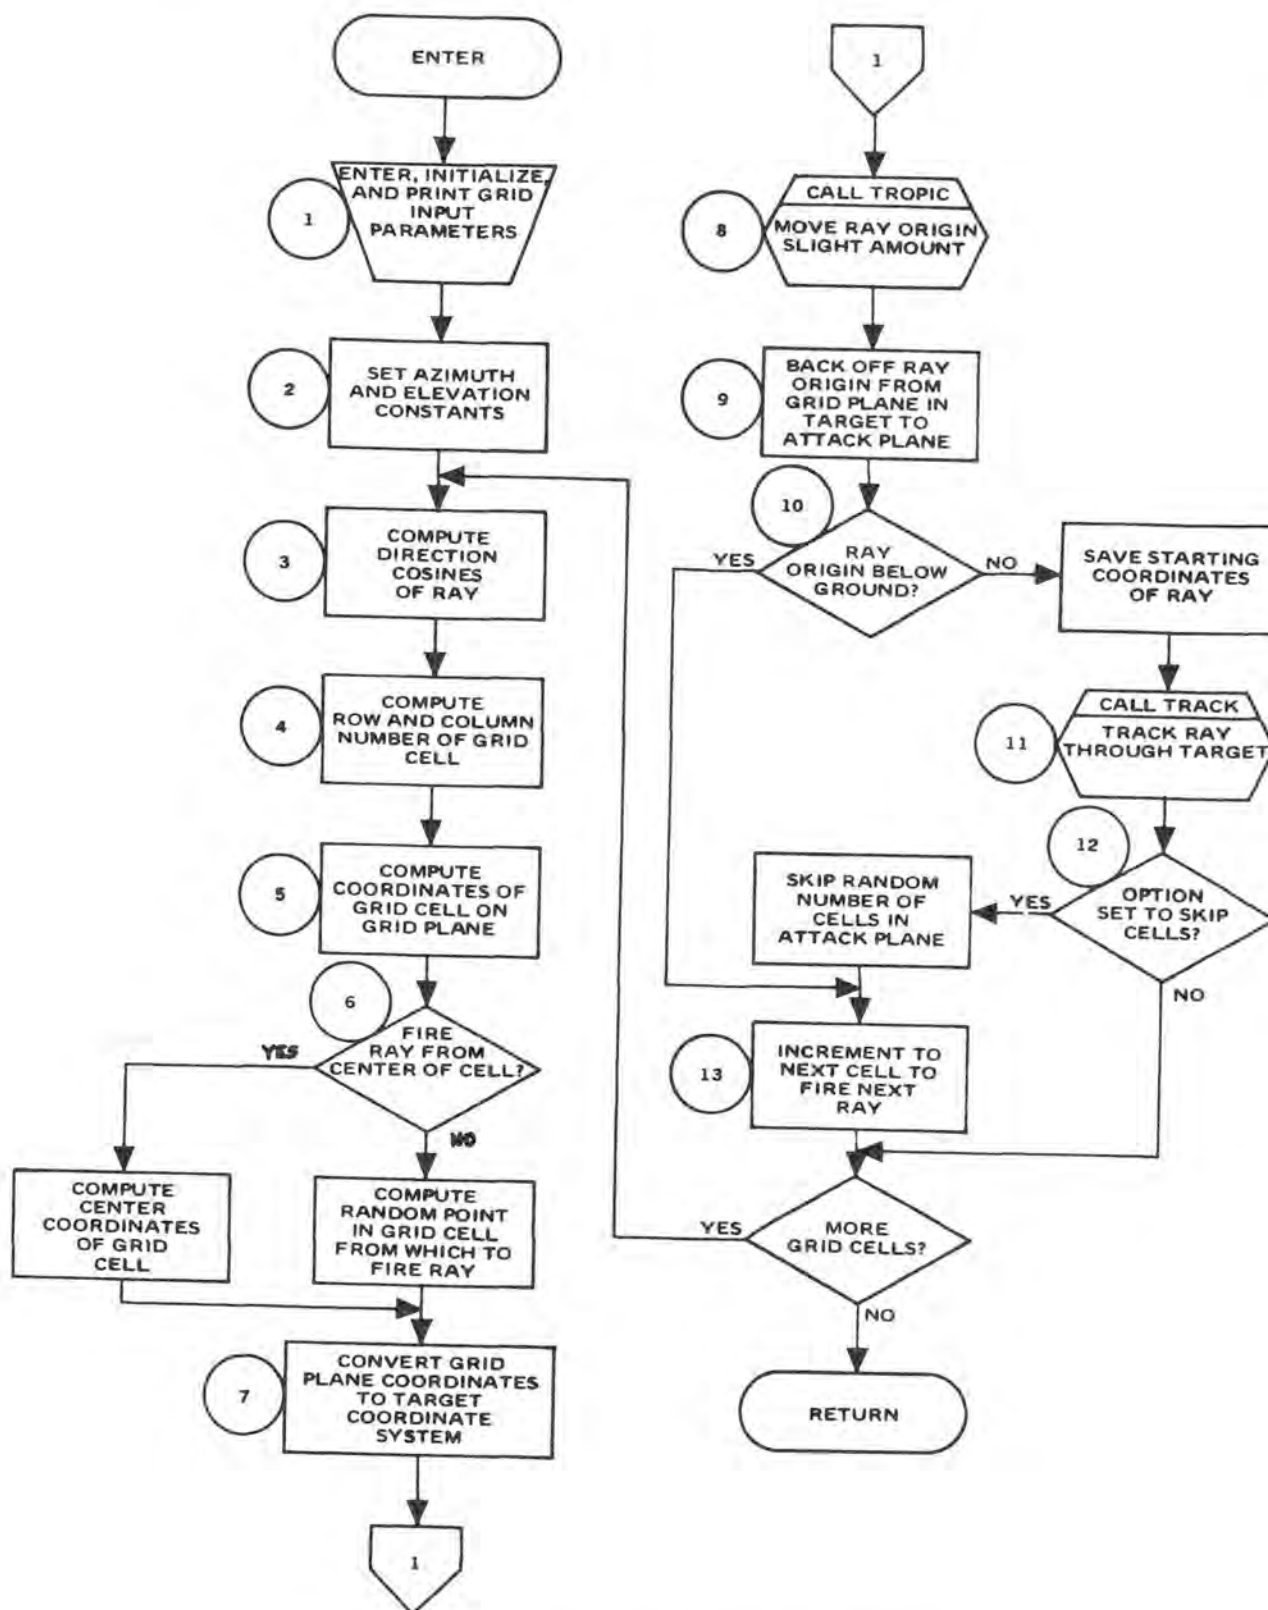 ENTER
1
ENTER, INITIALIZE,
AND PRINT GRID
INPUT
PARAMETERS
2
SET AZIMUTH
AND ELEVATION
CONSTANTS
3
COMPUTE
DIRECTION
COSINES
OF RAY
4
COMPUTE
ROW AND COLUMN
NUMBER OF GRID
CELL
5
COMPUTE
COORDINATES OF
GRID CELL ON
GRID PLANE
6
FIRE
RAY FROM
CENTER OF CELL?
YES
NO
COMPUTE
CENTER
COORDINATES
OF GRID
CELL
COMPUTE
RANDOM POINT
IN GRID CELL
FROM WHICH TO
FIRE RAY
7
CONVERT GRID
PLANE COORDINATES
TO TARGET
COORDINATE
SYSTEM
1
1
8
CALL TROPIC
MOVE RAY ORIGIN
SLIGHT AMOUNT
9
BACK OFF RAY
ORIGIN FROM
GRID PLANE IN
TARGET TO
ATTACK PLANE
10
RAY
ORIGIN BELOW
GROUND?
YES
NO
SAVE STARTING
COORDINATES
OF RAY
11
CALL TRACK
TRACK RAY
THROUGH TARGET
12
OPTION
SET TO SKIP
CELLS?
YES
NO
SKIP RANDOM
NUMBER OF
CELLS IN
ATTACK PLANE
13
INCREMENT TO
NEXT CELL TO
FIRE NEXT
RAY
MORE
GRID CELLS?
YES
NO
RETURN